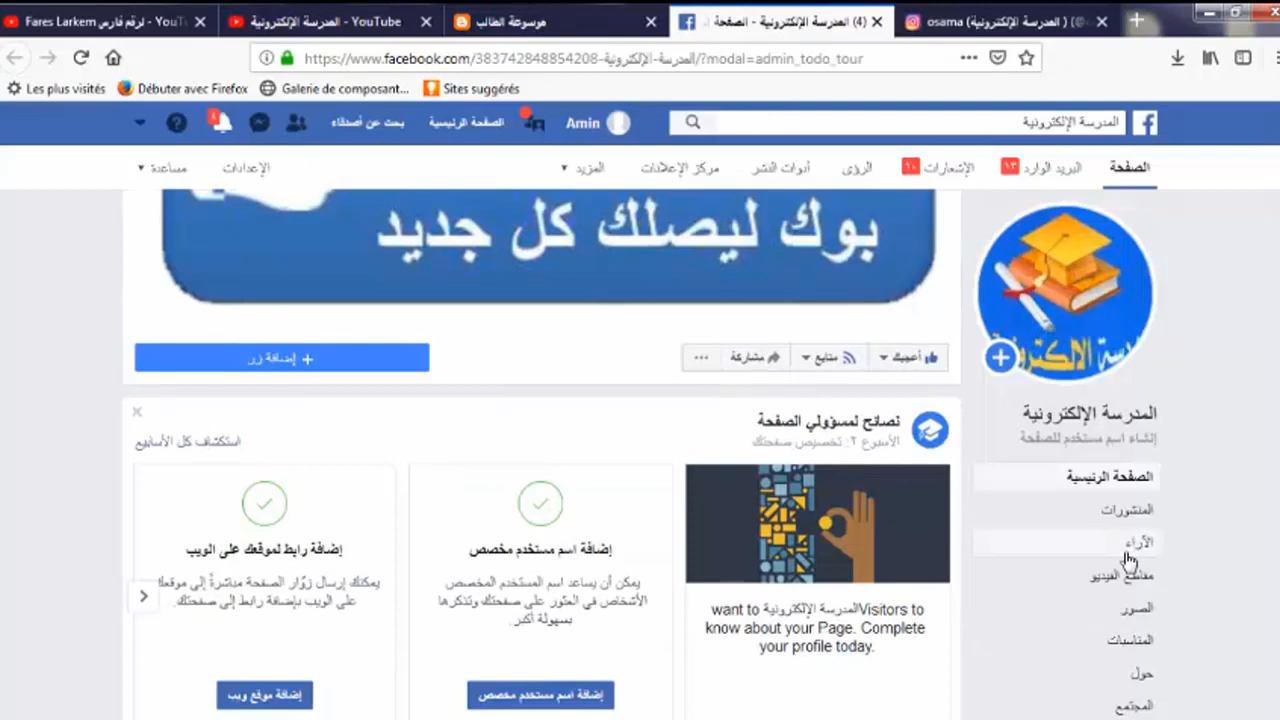 لرقم فارس Fares Larkem - YouT
المدرسة الإلكترونية - YouTube
موسوعة الطالب
(4) المدرسة الإلكترونية - الصفحة
osama (المدرسة الإلكترونية)
https://www.facebook.com/المدرسة-الإلكترونية-383742848854208/?modal=admin_todo_tour
Les plus visités
Débuter avec Firefox
Galerie de composant...
Sites suggérés
المدرسة الإلكترونية
Amin
الصفحة الرئيسية
بحث عن أصدقاء
الصفحة
البريد الوارد ١٣
الإشعارات ١٠
الرؤى
أدوات النشر
مركز الإعلانات
المزيد
الإعدادات
مساعدة
بوك ليصلك كل جديد
أعجبك
متابع
مشاركة
+ إضافة زر
المدرسة الإلكترونية
إنشاء اسم مستخدم للصفحة
الصفحة الرئيسية
المنشورات
الآراء
مقاطع الفيديو
الصور
المناسبات
حول
المجتمع
نصائح لمسؤولي الصفحة
الأسبوع ٢: تخصيص صفحتك
استكشاف كل الأسابيع
want to المدرسة الإلكترونيةVisitors to
know about your Page. Complete
your profile today.
إضافة اسم مستخدم مخصص
يمكن أن يساعد اسم المستخدم المخصص
الأشخاص في العثور على صفحتك وتذكرها
بسهولة أكبر.
إضافة اسم مستخدم مخصص
إضافة رابط لموقعك على الويب
يمكنك إرسال زوّار الصفحة مباشرةً إلى موقعك
على الويب بإضافة رابط إلى صفحتك.
إضافة موقع ويب